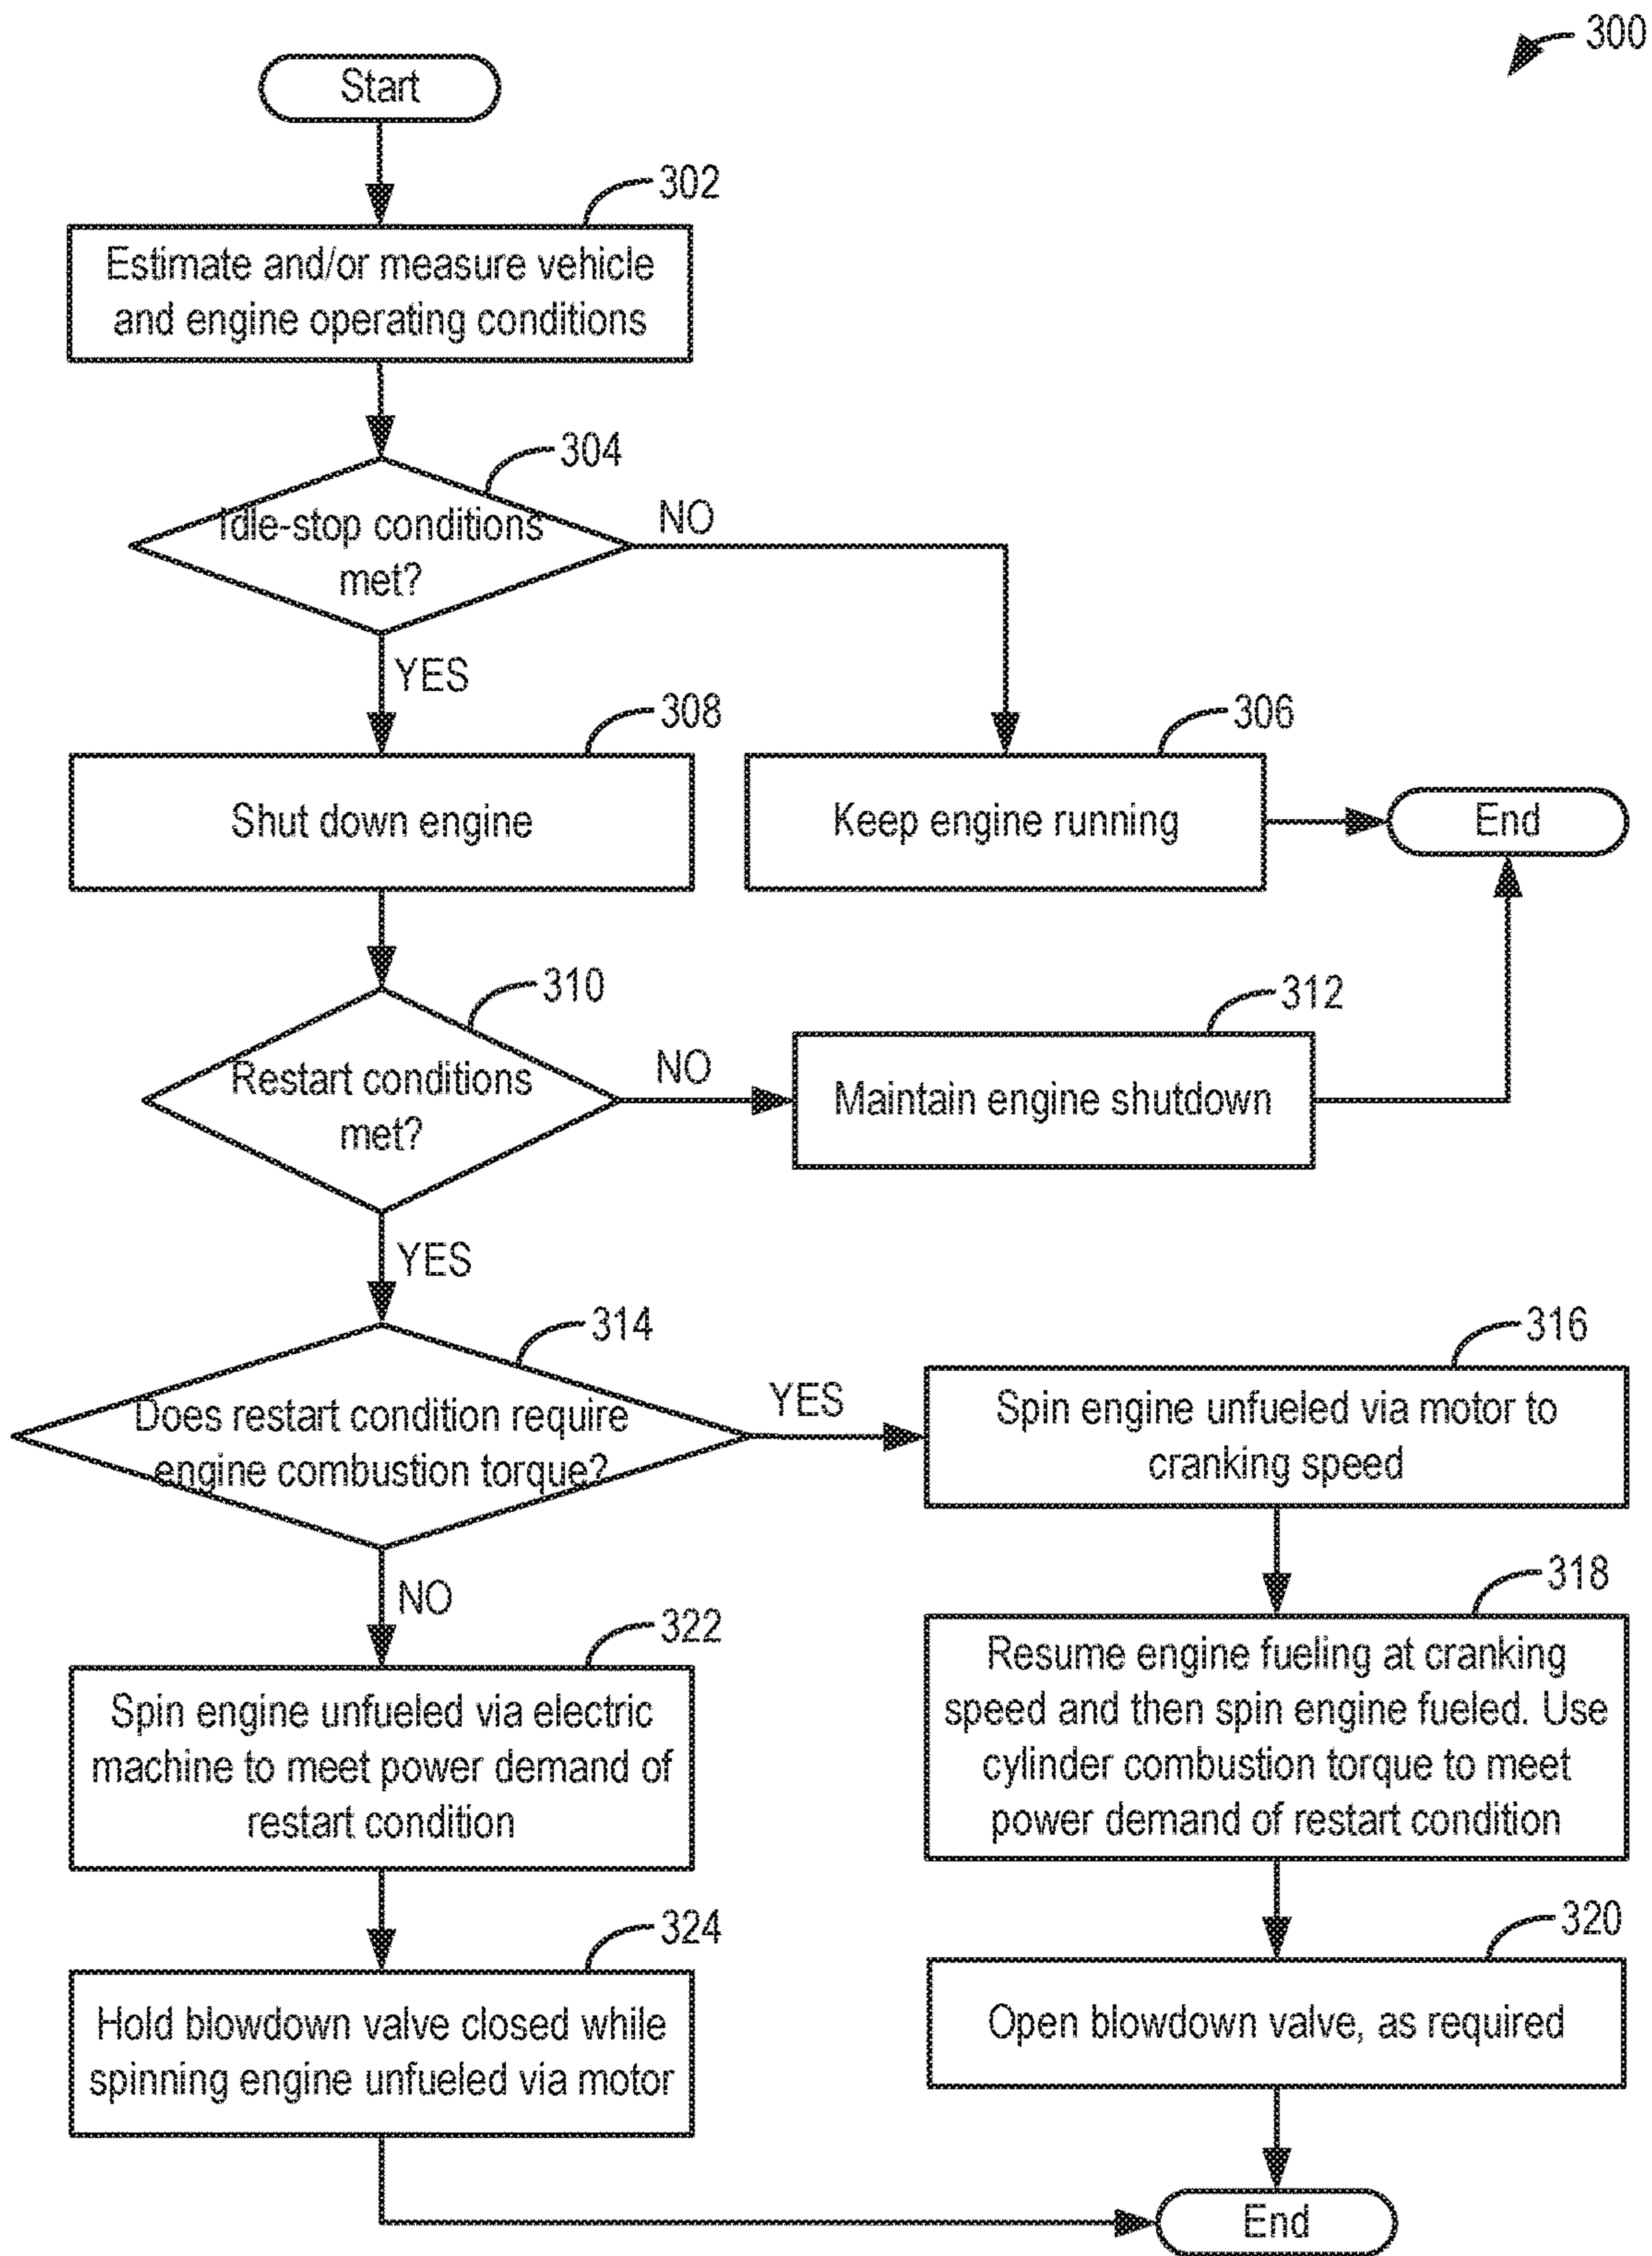 300
Start
302
Estimate and/or measure vehicle
and engine operating conditions
304
Idle-stop conditions
met?
NO
YES
308
Shut down engine
306
Keep engine running
End
310
Restart conditions
met?
NO
312
Maintain engine shutdown
YES
314
Does restart condition require
engine combustion torque?
YES
316
Spin engine unfueled via motor to
cranking speed
NO
318
Resume engine fueling at cranking
speed and then spin engine fueled. Use
cylinder combustion torque to meet
power demand of restart condition
322
Spin engine unfueled via electric
machine to meet power demand of
restart condition
320
Open blowdown valve, as required
324
Hold blowdown valve closed while
spinning engine unfueled via motor
End